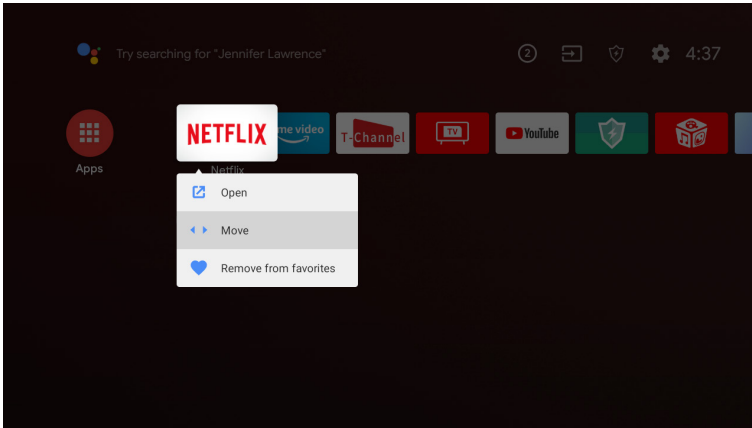 Try searching for "Jennifer Lawrence"
2
4:37
NETFLIX
me video
T-Channel
TV
YouTube
Apps
Netflix
Open
Move
Remove from favorites